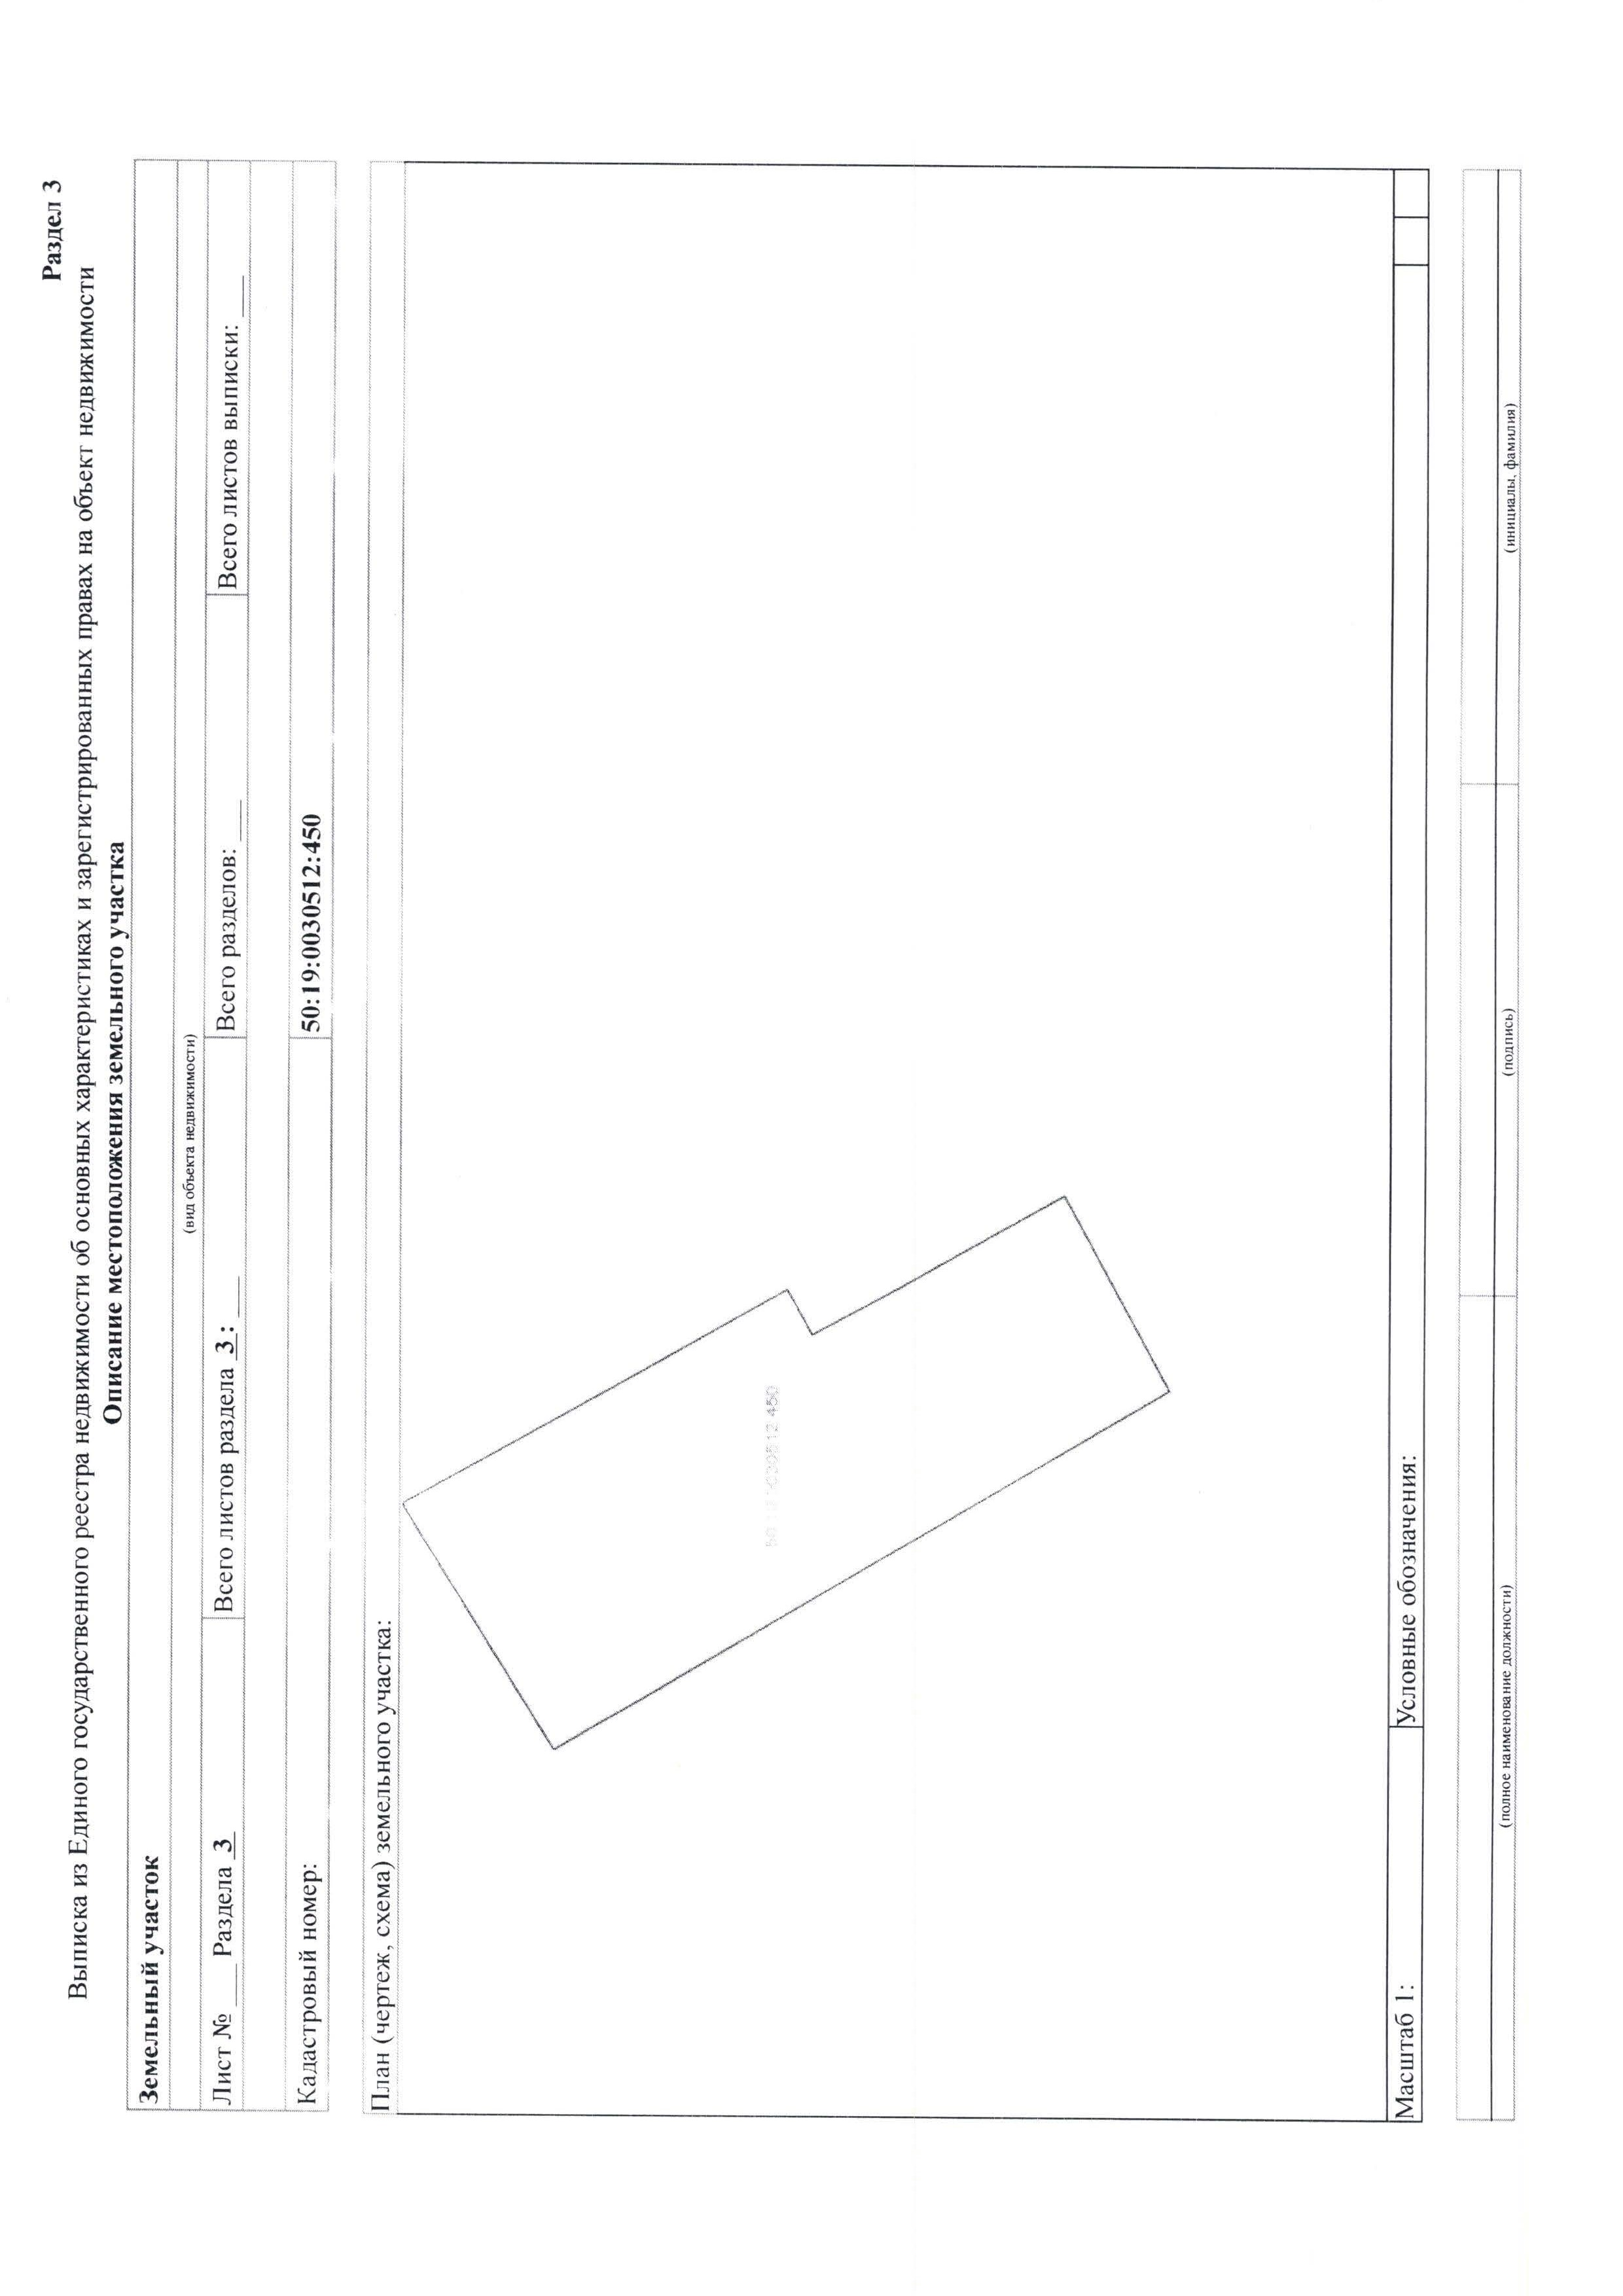 Раздел 3
Выписка из Единого государственного реестра недвижимости об основных характеристиках и зарегистрированных правах на объект недвижимости
Описание местоположения земельного участка
Земельный участок
(вид объекта недвижимости)
Лист № ___ Раздела 3 Всего листов раздела 3 : ___ Всего разделов: ___ Всего листов выписки: ___
Кадастровый номер: 50:19:0030512:450
План (чертеж, схема) земельного участка:
Масштаб 1: Условные обозначения:
(полное наименование должности) (подпись) (инициалы, фамилия)